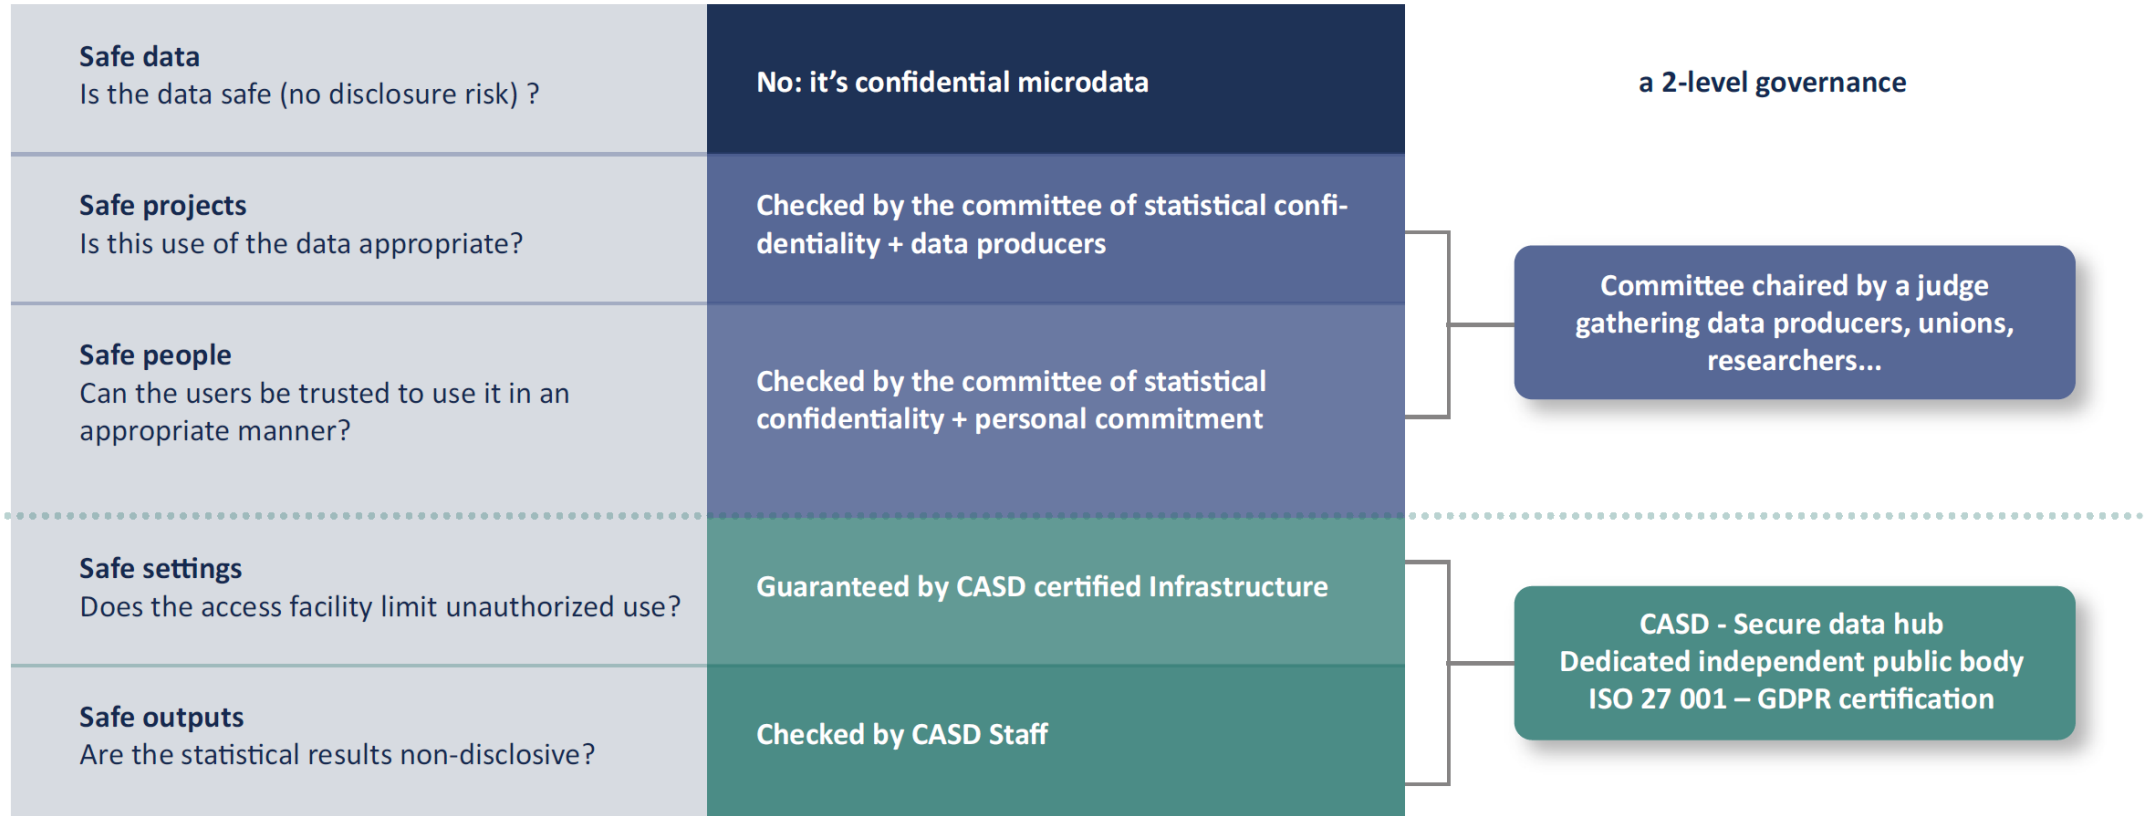 Safe data
Is the data safe (no disclosure risk) ?
No: it’s confidential microdata
a 2-level governance
Safe projects
Is this use of the data appropriate?
Checked by the committee of statistical confi-
dentiality + data producers
Safe people
Can the users be trusted to use it in an
appropriate manner?
Checked by the committee of statistical
confidentiality + personal commitment
Committee chaired by a judge
gathering data producers, unions,
researchers...
Safe settings
Does the access facility limit unauthorized use?
Guaranteed by CASD certified Infrastructure
Safe outputs
Are the statistical results non-disclosive?
Checked by CASD Staff
CASD - Secure data hub
Dedicated independent public body
ISO 27 001 – GDPR certification